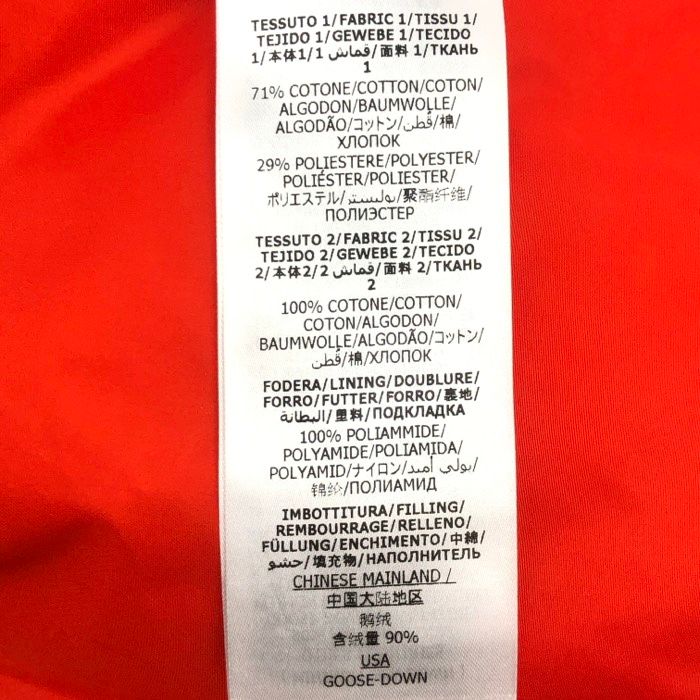 TESSUTO 1/FABRIC 1/TISSU 1/
TEJIDO 1/GEWEBE 1/TECIDO
1/本体1/1 قماش/面料 1/ТКАНЬ
1
71% COTONE/COTTON/COTON/
ALGODON/BAUMWOLLE/
ALGODÃO/コットン/قُطن/棉/
ХЛОПОК
29% POLIESTERE/POLYESTER/
POLIÉSTER/POLIESTER/
ポリエステル/بوليستر/聚酯纤维/
ПОЛИЭСТЕР
TESSUTO 2/FABRIC 2/TISSU 2/
TEJIDO 2/GEWEBE 2/TECIDO
2/本体2/2 قماش/面料 2/ТКАНЬ
2
100% COTONE/COTTON/
COTON/ALGODON/
BAUMWOLLE/ALGODÃO/コットン/
قُطن/棉/ХЛОПОК
FODERA/LINING/DOUBLURE/
FORRO/FUTTER/FORRO/裏地/
البطانة/里料/ПОДКЛАДКА
100% POLIAMMIDE/
POLYAMIDE/POLIAMIDA/
POLYAMID/ナイロン/بولي أميد/
锦纶/ПОЛИАМИД
IMBOTTITURA/FILLING/
REMBOURRAGE/RELLENO/
FÜLLUNG/ENCHIMENTO/中綿/
حشو/填充物/НАПОЛНИТЕЛЬ
CHINESE MAINLAND /
中国大陆地区
鹅绒
含绒量 90%
USA
GOOSE-DOWN